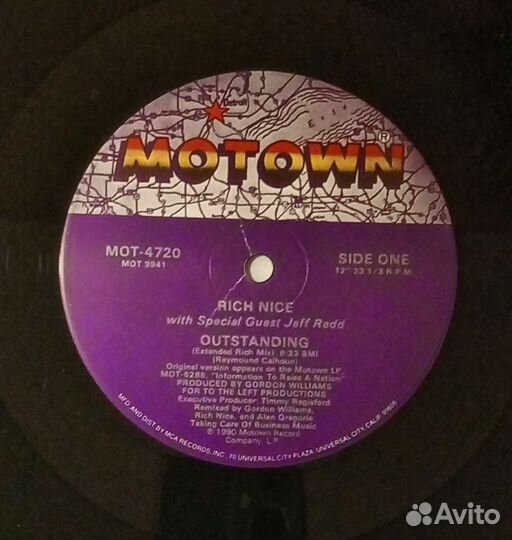 Detroit
Erie
MOTOWN®
MOT-4720
MOT 9941
SIDE ONE
12" 33 1/3 R.P.M.
RICH NICE
with Special Guest Jeff Redd
OUTSTANDING
(Extended Rich Mix) 6:23 BMI
(Raymound Calhoun)
Original version appears on the Motown LP,
MOT-6288, "Information To Raise A Nation"
PRODUCED BY GORDON WILLIAMS
FOR TO THE LEFT PRODUCTIONS
Executive Producer: Timmy Regisford
Remixed by Gordon Williams,
Rich Nice, and Alan Gregorie
Taking Care Of Business Music
℗ 1990 Motown Record
Company, L.P.
MFD. AND DIST. BY MCA RECORDS, INC., 70 UNIVERSAL CITY PLAZA, UNIVERSAL CITY, CALIF. 91608
Avito